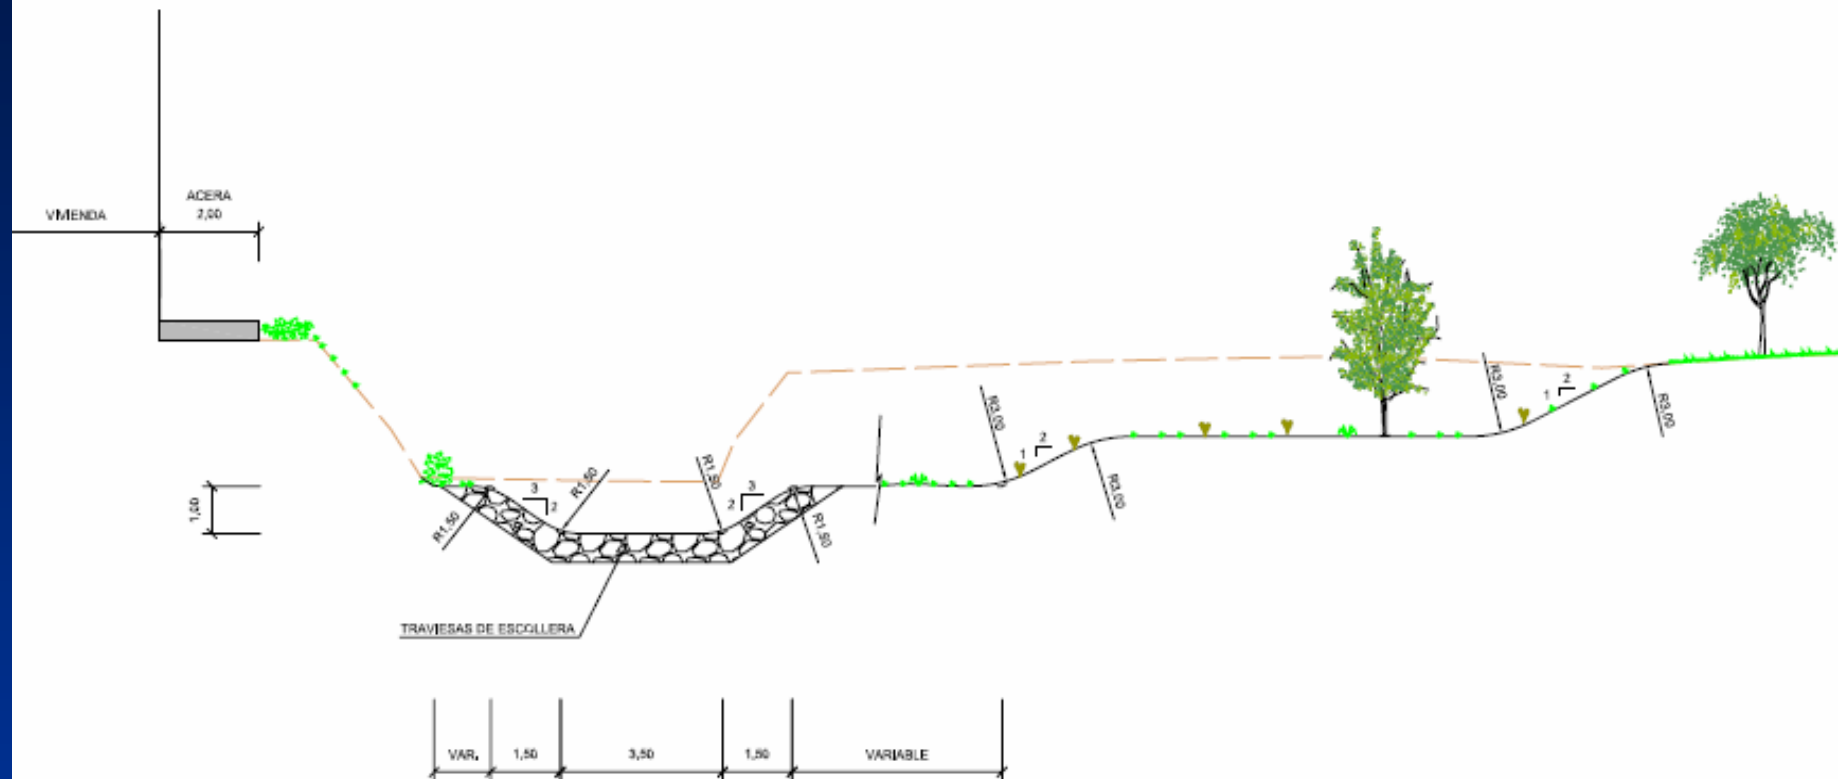 ACERA
VIVIENDA
2,00
R3,00
R3,00
2
1
2
1
R3,00
R3,00
1,00
R1,50
3
2
R1,50
R1,50
3
2
R1,50
TRAVIESAS DE ESCOLLERA
VAR.
1,50
3,50
1,50
VARIABLE